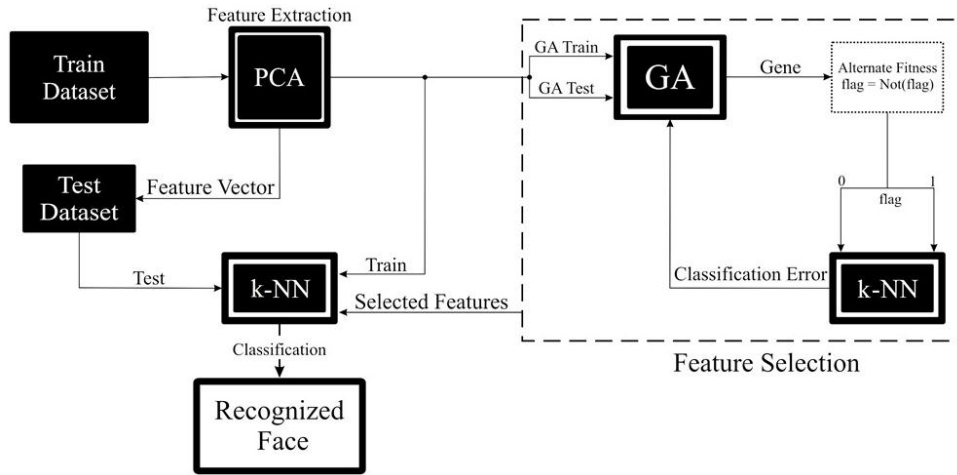 Feature Extraction
Train
Dataset
PCA
GA Train
GA Test
GA
Gene
Alternate Fitness
flag = Not(flag)
Test
Dataset
Feature Vector
0
1
flag
Test
k-NN
Train
Selected Features
Classification Error
k-NN
Classification
Feature Selection
Recognized
Face